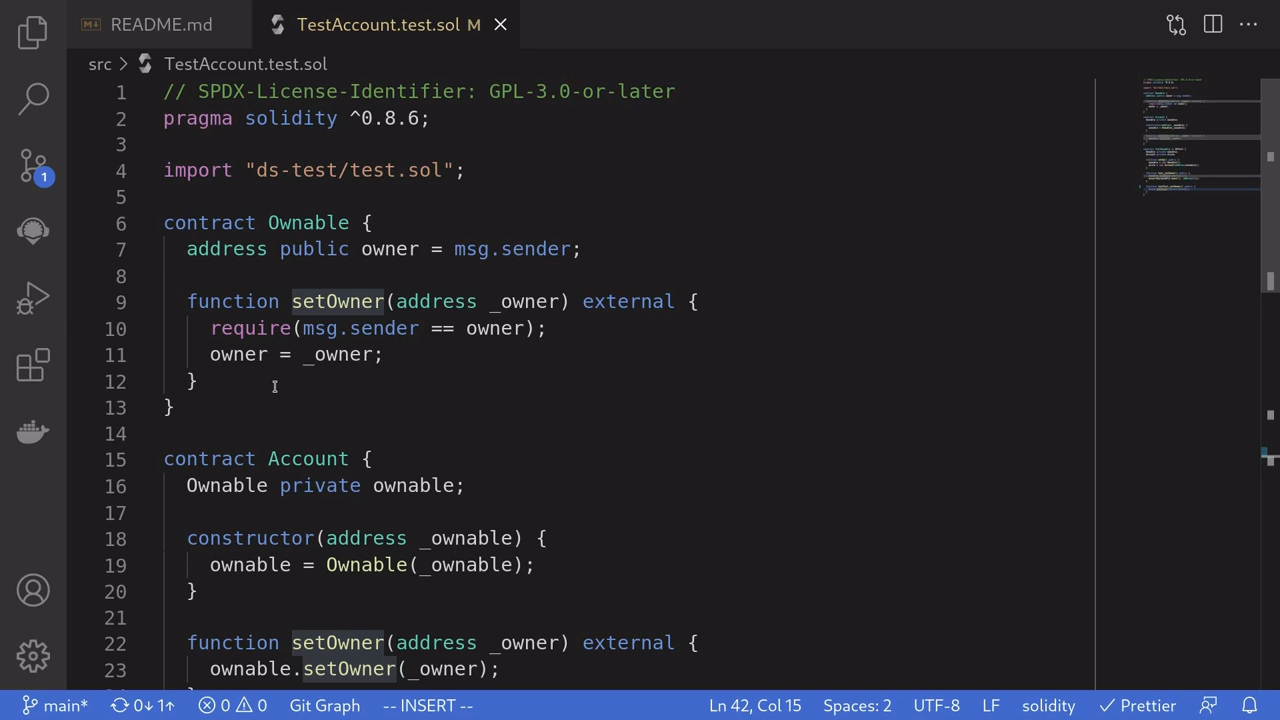 README.md
TestAccount.test.sol M
src > TestAccount.test.sol
1 // SPDX-License-Identifier: GPL-3.0-or-later
2 pragma solidity ^0.8.6;
3
4 import "ds-test/test.sol";
5
6 contract Ownable {
7 address public owner = msg.sender;
8
9 function setOwner(address _owner) external {
10 require(msg.sender == owner);
11 owner = _owner;
12 }
13 }
14
15 contract Account {
16 Ownable private ownable;
17
18 constructor(address _ownable) {
19 ownable = Ownable(_ownable);
20 }
21
22 function setOwner(address _owner) external {
23 ownable.setOwner(_owner);
1
main* 0↓ 1↑ 0 0 Git Graph -- INSERT -- Ln 42, Col 15 Spaces: 2 UTF-8 LF solidity Prettier